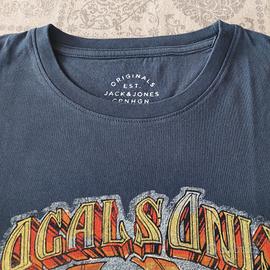 ORIGINALS
EST.
JACK&JONES
CPNHGN
OCALS ONL